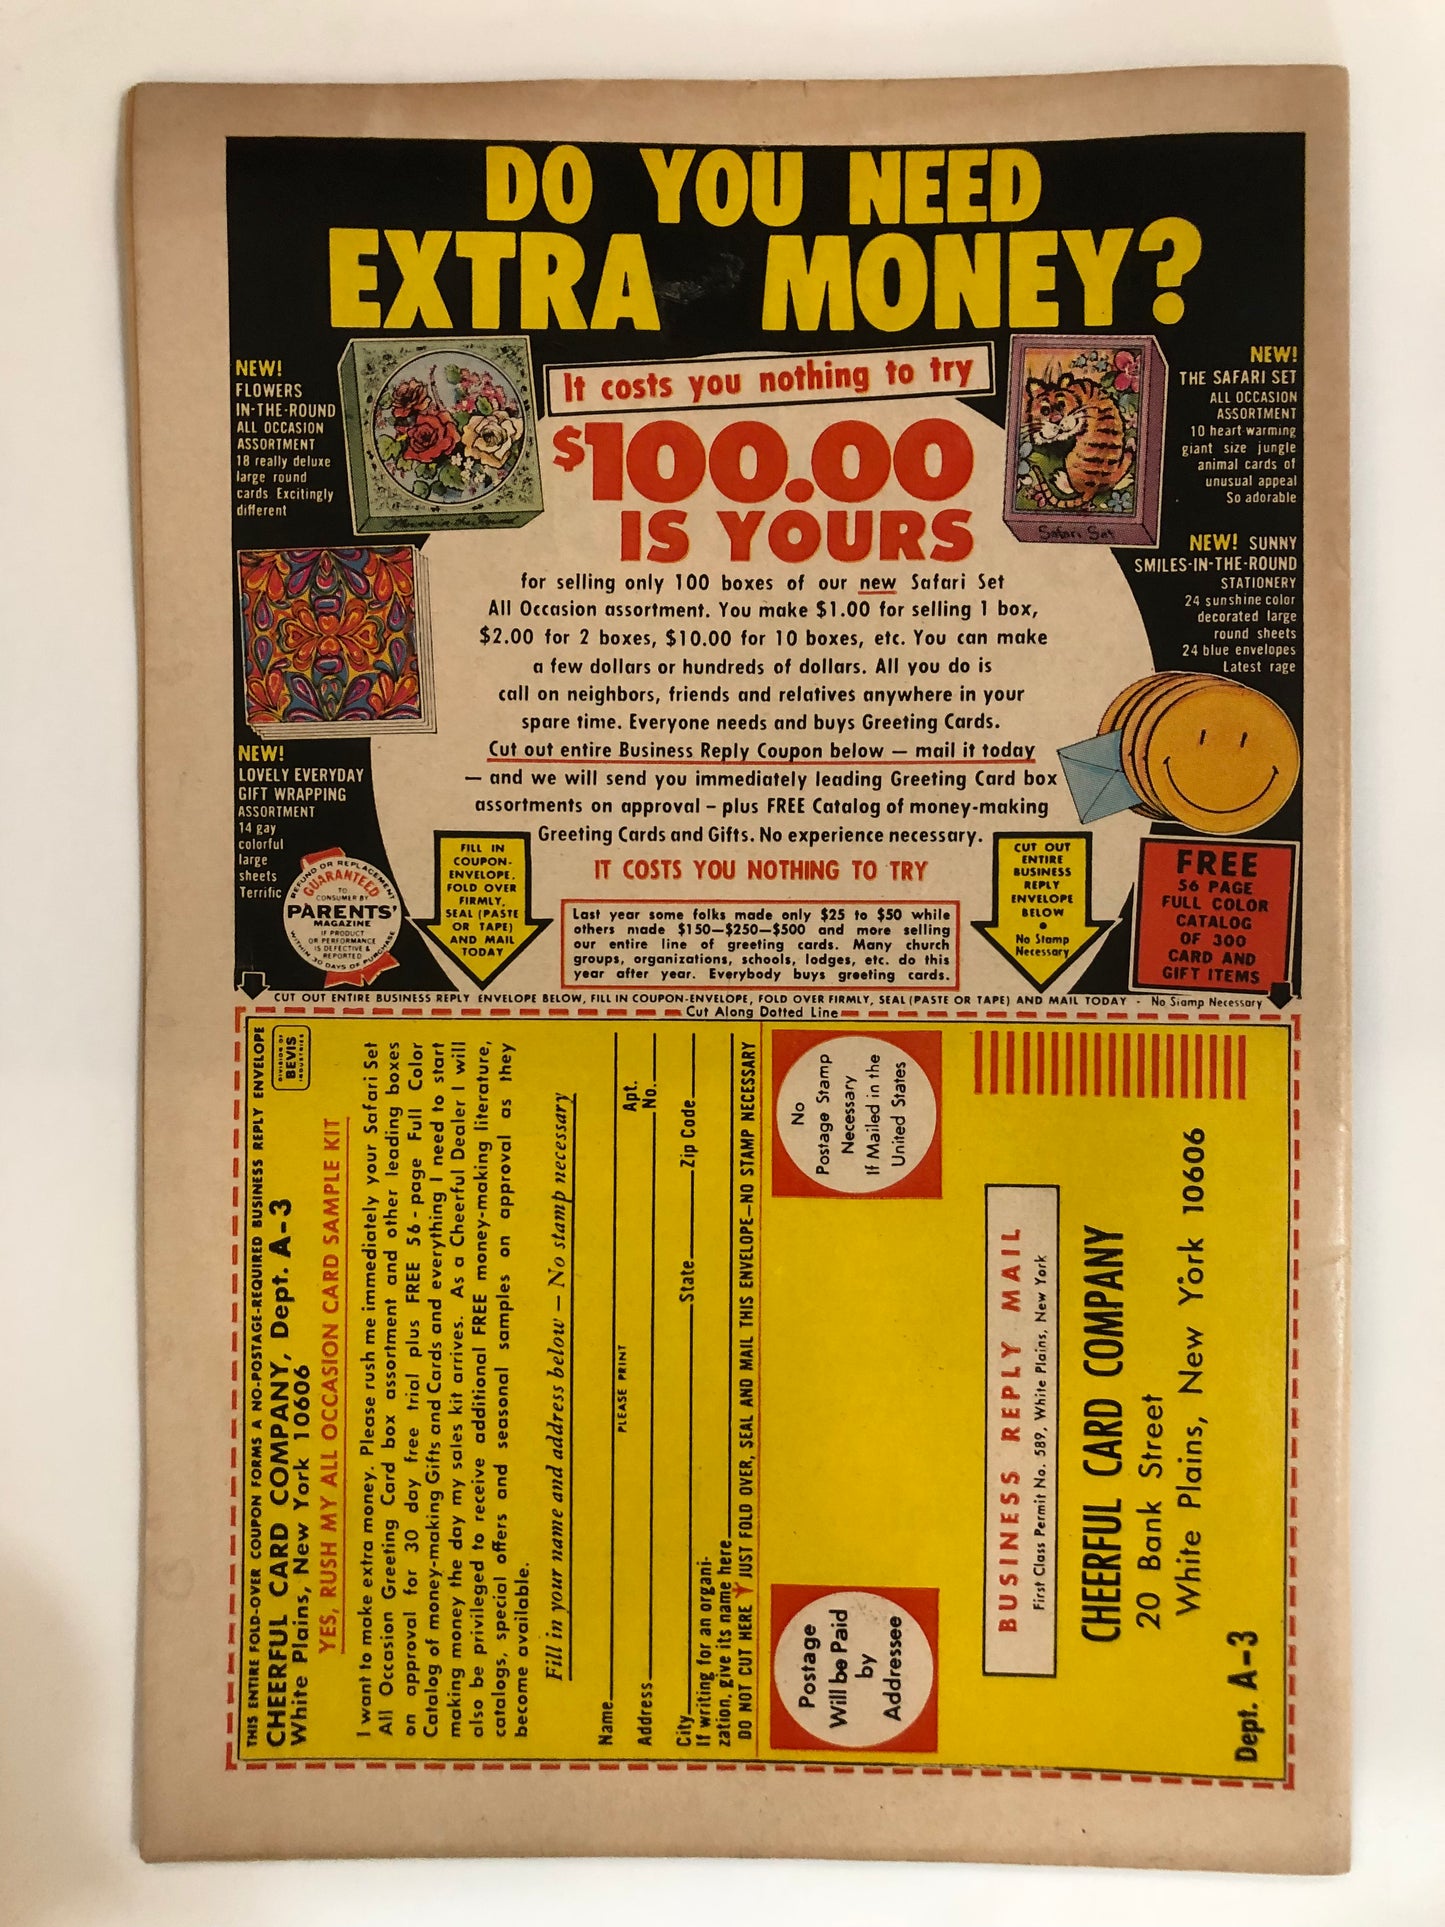 DO YOU NEED
EXTRA MONEY?
It costs you nothing to try
$100.00
IS YOURS
for selling only 100 boxes of our new Safari Set
All Occasion assortment. You make $1.00 for selling 1 box,
$2.00 for 2 boxes, $10.00 for 10 boxes, etc. You can make
a few dollars or hundreds of dollars. All you do is
call on neighbors, friends and relatives anywhere in your
spare time. Everyone needs and buys Greeting Cards.
Cut out entire Business Reply Coupon below — mail it today
— and we will send you immediately leading Greeting Card box
assortments on approval – plus FREE Catalog of money-making
Greeting Cards and Gifts. No experience necessary.
IT COSTS YOU NOTHING TO TRY
Last year some folks made only $25 to $50 while
others made $150—$250—$500 and more selling
our entire line of greeting cards. Many church
groups, organizations, schools, lodges, etc. do this
year after year. Everybody buys greeting cards.
NEW!
FLOWERS
IN-THE-ROUND
ALL OCCASION
ASSORTMENT
18 really deluxe
large round
cards Excitingly
different
Flowers-in-the-Round
NEW!
LOVELY EVERYDAY
GIFT WRAPPING
ASSORTMENT
14 gay
colorful
large
sheets
Terrific
REFUND OR REPLACEMENT
GUARANTEED
TO
CONSUMER BY
PARENTS'
MAGAZINE
IF PRODUCT
OR PERFORMANCE
IS DEFECTIVE &
REPORTED
WITHIN 30 DAYS OF PURCHASE
FILL IN
COUPON-
ENVELOPE.
FOLD OVER
FIRMLY,
SEAL (PASTE
OR TAPE)
AND MAIL
TODAY
NEW!
THE SAFARI SET
ALL OCCASION
ASSORTMENT
10 heart-warming
giant size jungle
animal cards of
unusual appeal
So adorable
Safari Set
NEW! SUNNY
SMILES-IN-THE-ROUND
STATIONERY
24 sunshine color
decorated large
round sheets
24 blue envelopes
Latest rage
CUT OUT
ENTIRE
BUSINESS
REPLY
ENVELOPE
BELOW
•
No Stamp
Necessary
FREE
56 PAGE
FULL COLOR
CATALOG
OF 300
CARD AND
GIFT ITEMS
CUT OUT ENTIRE BUSINESS REPLY ENVELOPE BELOW, FILL IN COUPON-ENVELOPE, FOLD OVER FIRMLY, SEAL (PASTE OR TAPE) AND MAIL TODAY - No Stamp Necessary
Cut Along Dotted Line
THIS ENTIRE FOLD-OVER COUPON FORMS A NO-POSTAGE-REQUIRED BUSINESS REPLY ENVELOPE
CHEERFUL CARD COMPANY, Dept. A-3
White Plains, New York 10606
DIVISION OF
BEVIS
INDUSTRIES
YES, RUSH MY ALL OCCASION CARD SAMPLE KIT
I want to make extra money. Please rush me immediately your Safari Set
All Occasion Greeting Card box assortment and other leading boxes
on approval for 30 day free trial plus FREE 56-page Full Color
Catalog of money-making Gifts and Cards and everything I need to start
making money the day my sales kit arrives. As a Cheerful Dealer I will
also be privileged to receive additional FREE money-making literature,
catalogs, special offers and seasonal samples on approval as they
become available.
Fill in your name and address below — No stamp necessary
Name
PLEASE PRINT
Address
Apt.
No.
City State Zip Code
If writing for an organi-
zation, give its name here
DO NOT CUT HERE JUST FOLD OVER, SEAL AND MAIL THIS ENVELOPE—NO STAMP NECESSARY
Postage
Will be Paid
by
Addressee
No
Postage Stamp
Necessary
If Mailed in the
United States
BUSINESS REPLY MAIL
First Class Permit No. 589, White Plains, New York
CHEERFUL CARD COMPANY
20 Bank Street
White Plains, New York 10606
Dept. A-3